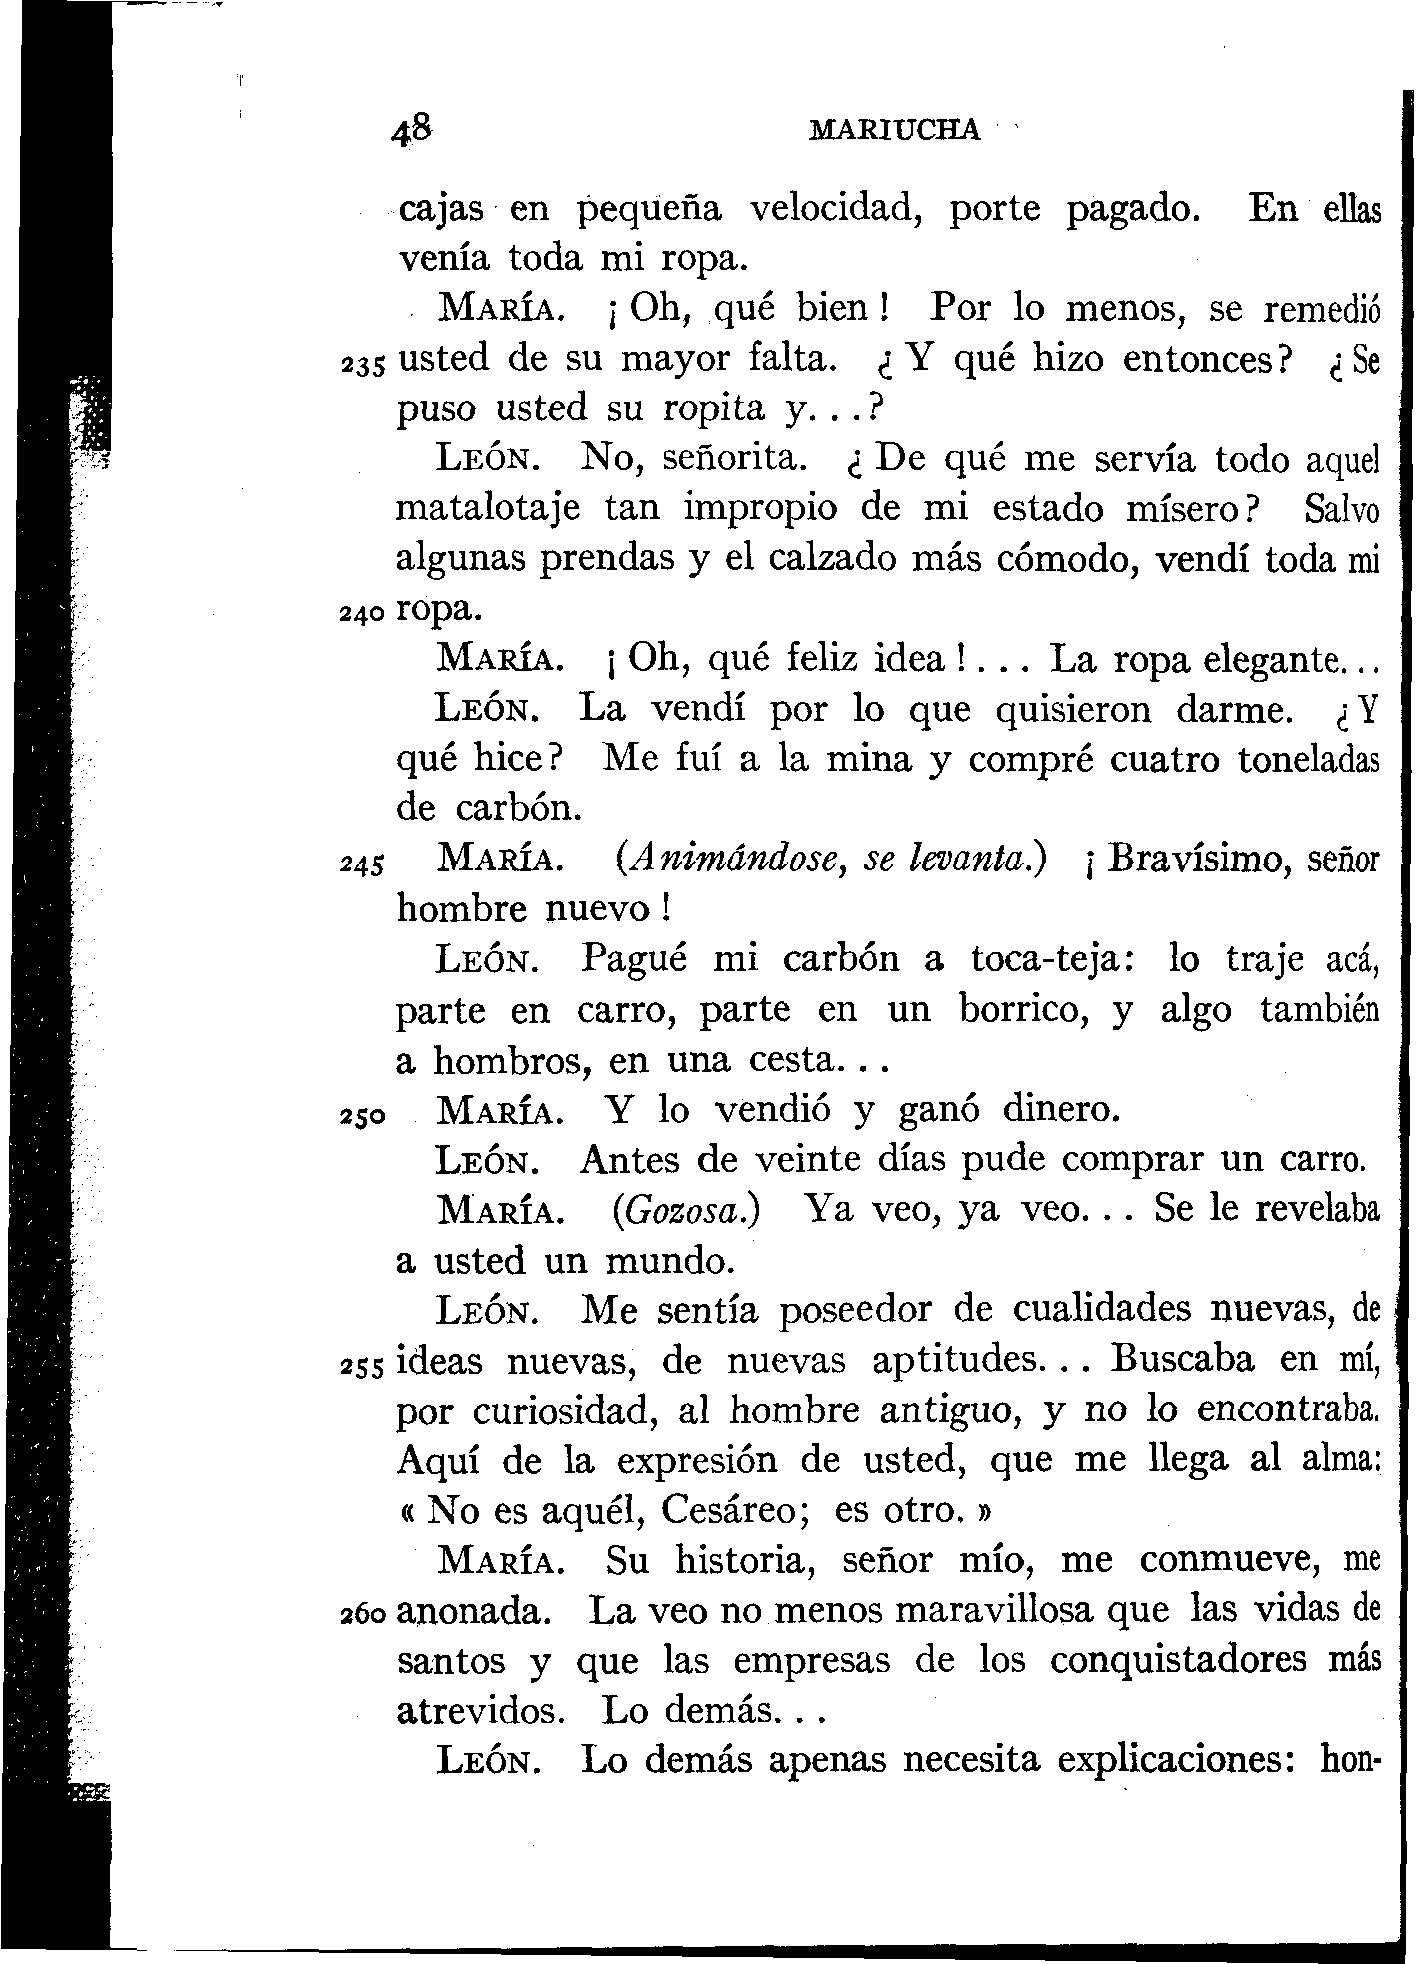 48 MARIUCHA
cajas en pequeña velocidad, porte pagado. En ellas
venía toda mi ropa.
MARÍA. ¡ Oh, qué bien ! Por lo menos, se remedió
235 usted de su mayor falta. ¿ Y qué hizo entonces? ¿ Se
puso usted su ropita y. . .?
LEÓN. No, señorita. ¿ De qué me servía todo aquel
matalotaje tan impropio de mi estado mísero? Salvo
algunas prendas y el calzado más cómodo, vendí toda mi
240 ropa.
MARÍA. ¡ Oh, qué feliz idea !. . . La ropa elegante. . .
LEÓN. La vendí por lo que quisieron darme. ¿ Y
qué hice? Me fuí a la mina y compré cuatro toneladas
de carbón.
245 MARÍA. (Animándose, se levanta.) ¡ Bravísimo, señor
hombre nuevo !
LEÓN. Pagué mi carbón a toca-teja: lo traje acá,
parte en carro, parte en un borrico, y algo también
a hombros, en una cesta. . .
250 MARÍA. Y lo vendió y ganó dinero.
LEÓN. Antes de veinte días pude comprar un carro.
MARÍA. (Gozosa.) Ya veo, ya veo. . . Se le revelaba
a usted un mundo.
LEÓN. Me sentía poseedor de cualidades nuevas, de
255 ideas nuevas, de nuevas aptitudes. . . Buscaba en mí,
por curiosidad, al hombre antiguo, y no lo encontraba.
Aquí de la expresión de usted, que me llega al alma:
« No es aquél, Cesáreo; es otro. »
MARÍA. Su historia, señor mío, me conmueve, me
260 anonada. La veo no menos maravillosa que las vidas de
santos y que las empresas de los conquistadores más
atrevidos. Lo demás. . .
LEÓN. Lo demás apenas necesita explicaciones: hon-